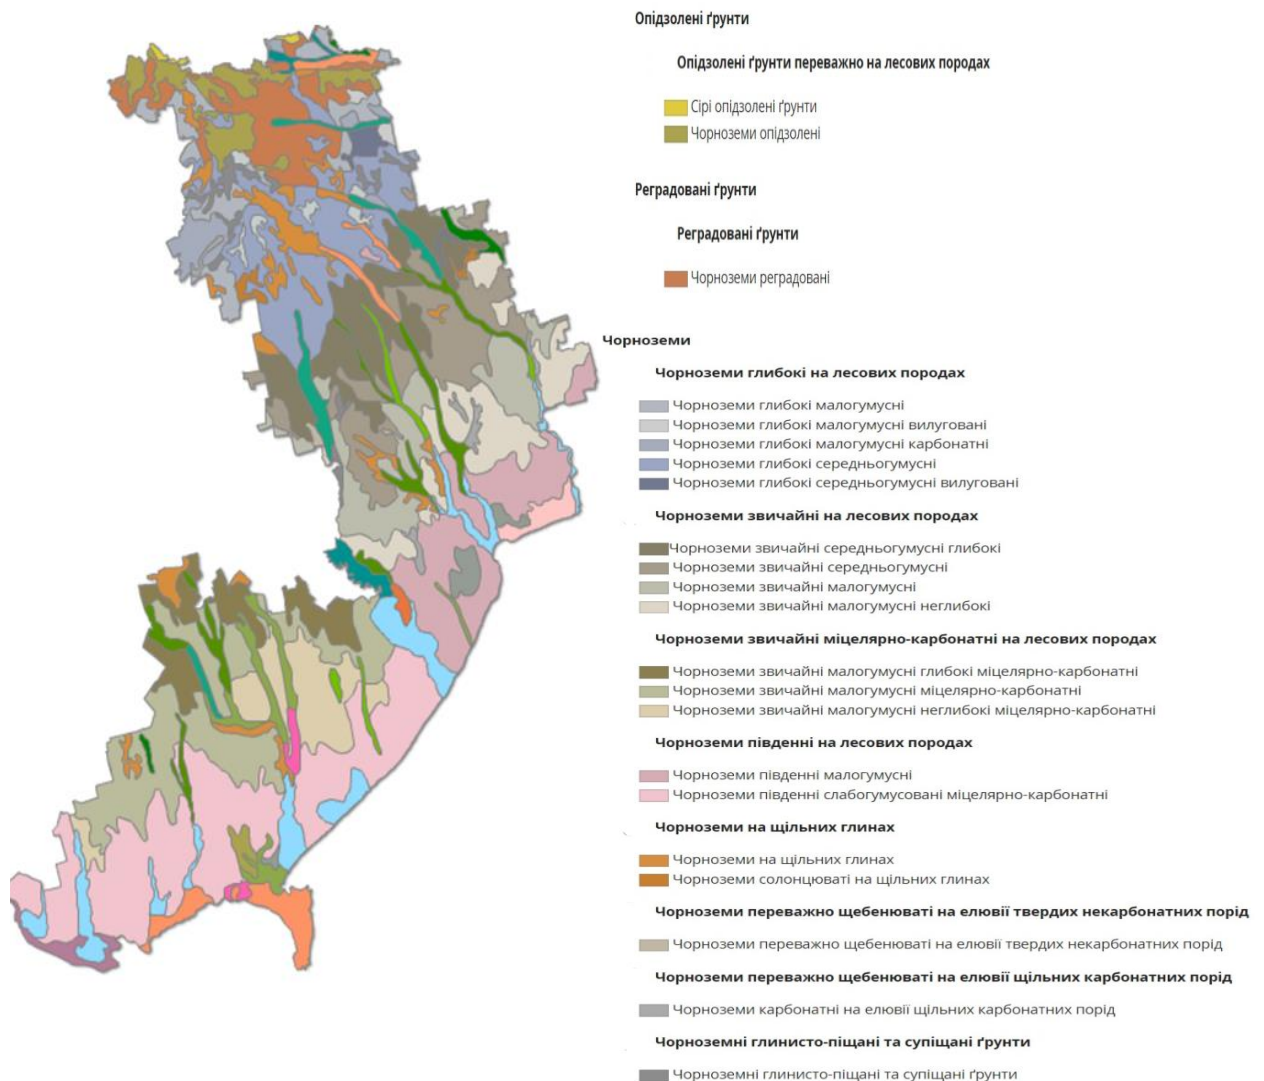 Опідзолені ґрунти
Опідзолені ґрунти переважно на лесових породах
Сірі опідзолені ґрунти
Чорноземи опідзолені
Реградовані ґрунти
Реградовані ґрунти
Чорноземи реградовані
Чорноземи
Чорноземи глибокі на лесових породах
Чорноземи глибокі малогумусні
Чорноземи глибокі малогумусні вилуговані
Чорноземи глибокі малогумусні карбонатні
Чорноземи глибокі середньогумусні
Чорноземи глибокі середньогумусні вилуговані
Чорноземи звичайні на лесових породах
Чорноземи звичайні середньогумусні глибокі
Чорноземи звичайні середньогумусні
Чорноземи звичайні малогумусні
Чорноземи звичайні малогумусні неглибокі
Чорноземи звичайні міцелярно-карбонатні на лесових породах
Чорноземи звичайні малогумусні глибокі міцелярно-карбонатні
Чорноземи звичайні малогумусні міцелярно-карбонатні
Чорноземи звичайні малогумусні неглибокі міцелярно-карбонатні
Чорноземи південні на лесових породах
Чорноземи південні малогумусні
Чорноземи південні слабогумусовані міцелярно-карбонатні
Чорноземи на щільних глинах
Чорноземи на щільних глинах
Чорноземи солонцюваті на щільних глинах
Чорноземи переважно щебенюваті на елювії твердих некарбонатних порід
Чорноземи переважно щебенюваті на елювії твердих некарбонатних порід
Чорноземи переважно щебенюваті на елювії щільних карбонатних порід
Чорноземи карбонатні на елювії щільних карбонатних порід
Чорноземні глинисто-піщані та супіщані ґрунти
Чорноземні глинисто-піщані та супіщані ґрунти